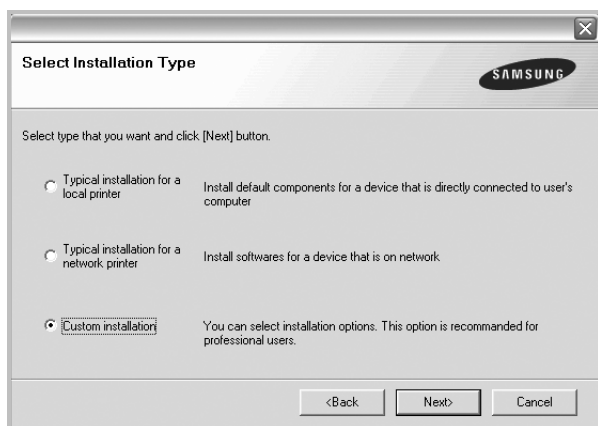 Select Installation Type
SAMSUNG
Select type that you want and click [Next] button.
Typical installation for a
local printer
Install default components for a device that is directly connected to user's
computer
Typical installation for a
network printer
Install softwares for a device that is on network
Custom installation
You can select installation options. This option is recommanded for
professional users.
<Back
Next>
Cancel